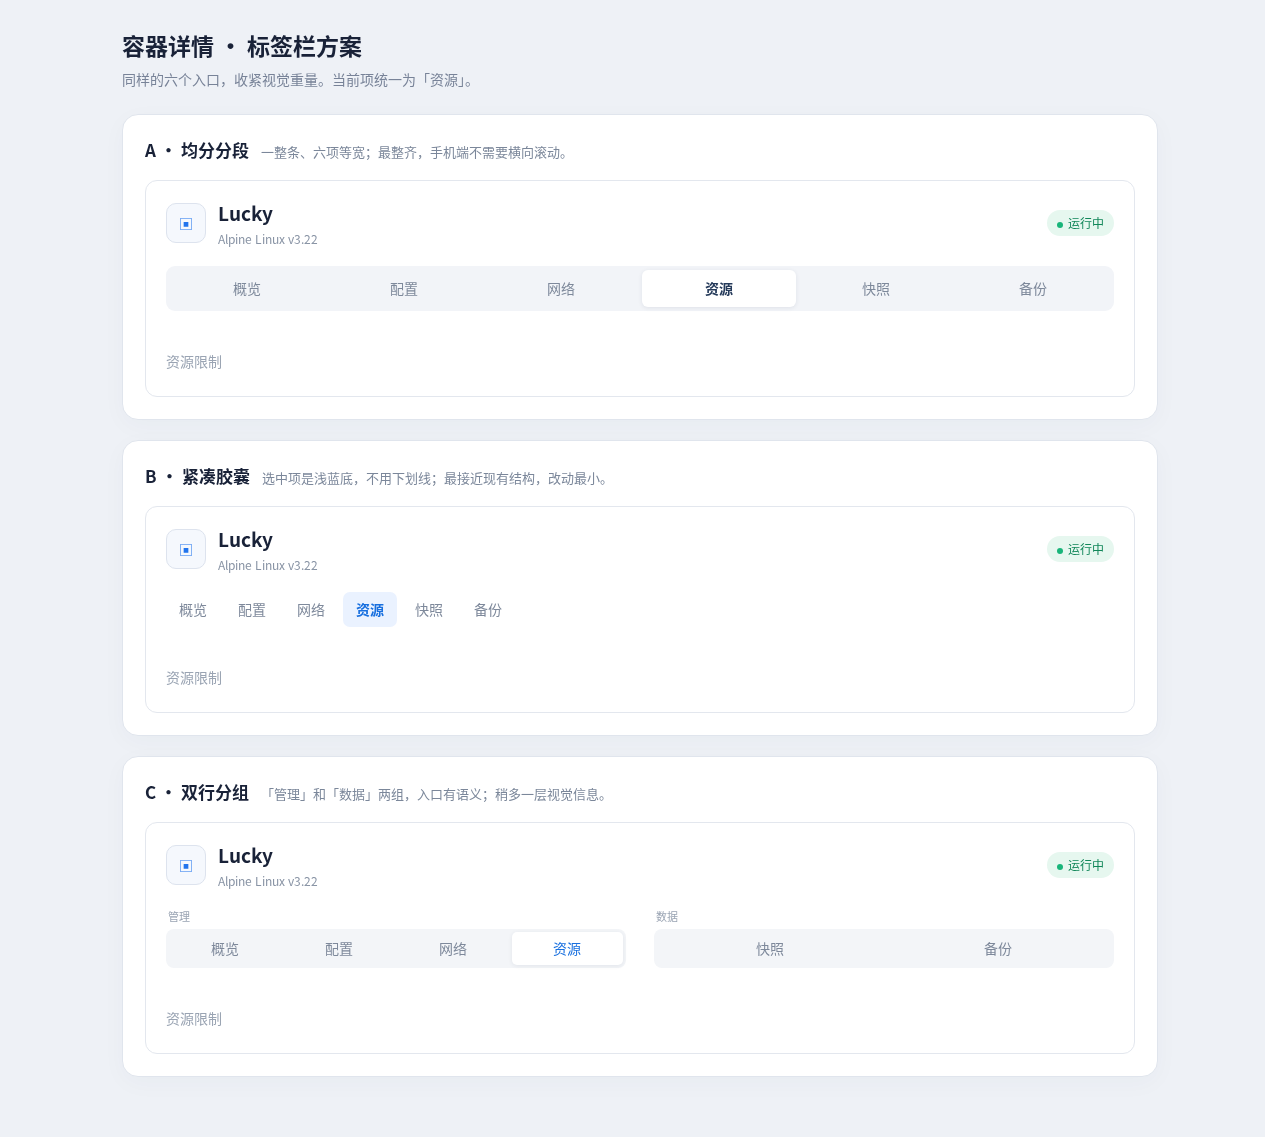 容器详情 · 标签栏方案
同样的六个入口，收紧视觉重量。当前项统一为「资源」。
A · 均分分段 一整条、六项等宽；最整齐，手机端不需要横向滚动。
Lucky
Alpine Linux v3.22
运行中
概览 配置 网络 资源 快照 备份
资源限制
B · 紧凑胶囊 选中项是浅蓝底，不用下划线；最接近现有结构，改动最小。
Lucky
Alpine Linux v3.22
运行中
概览 配置 网络 资源 快照 备份
资源限制
C · 双行分组 「管理」和「数据」两组，入口有语义；稍多一层视觉信息。
Lucky
Alpine Linux v3.22
运行中
管理 数据
概览 配置 网络 资源 快照 备份
资源限制